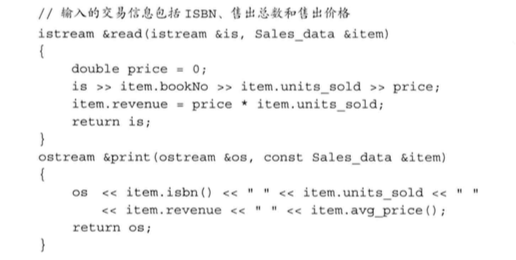 // 输入的交易信息包括 ISBN、售出总数和售出价格
istream &read(istream &is, Sales_data &item)
{
    double price = 0;
    is >> item.bookNo >> item.units_sold >> price;
    item.revenue = price * item.units_sold;
    return is;
}
ostream &print(ostream &os, const Sales_data &item)
{
    os << item.isbn() << " " << item.units_sold << " "
       << item.revenue << " " << item.avg_price();
    return os;
}